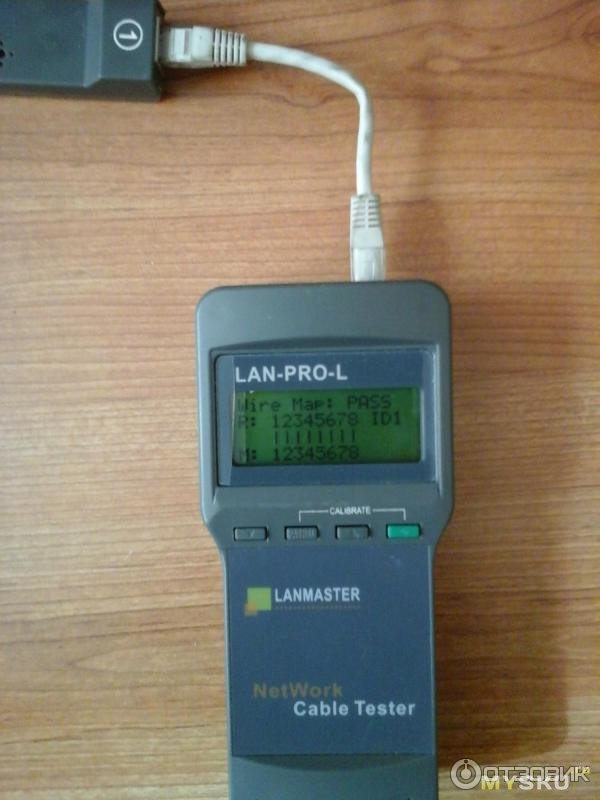 1
LAN-PRO-L
Wire Map: PASS
R: 12345678 ID1
||||||||
M: 12345678
CALIBRATE
LANMASTER
NetWork
Cable Tester
ОТЗОВИК
MYSKU